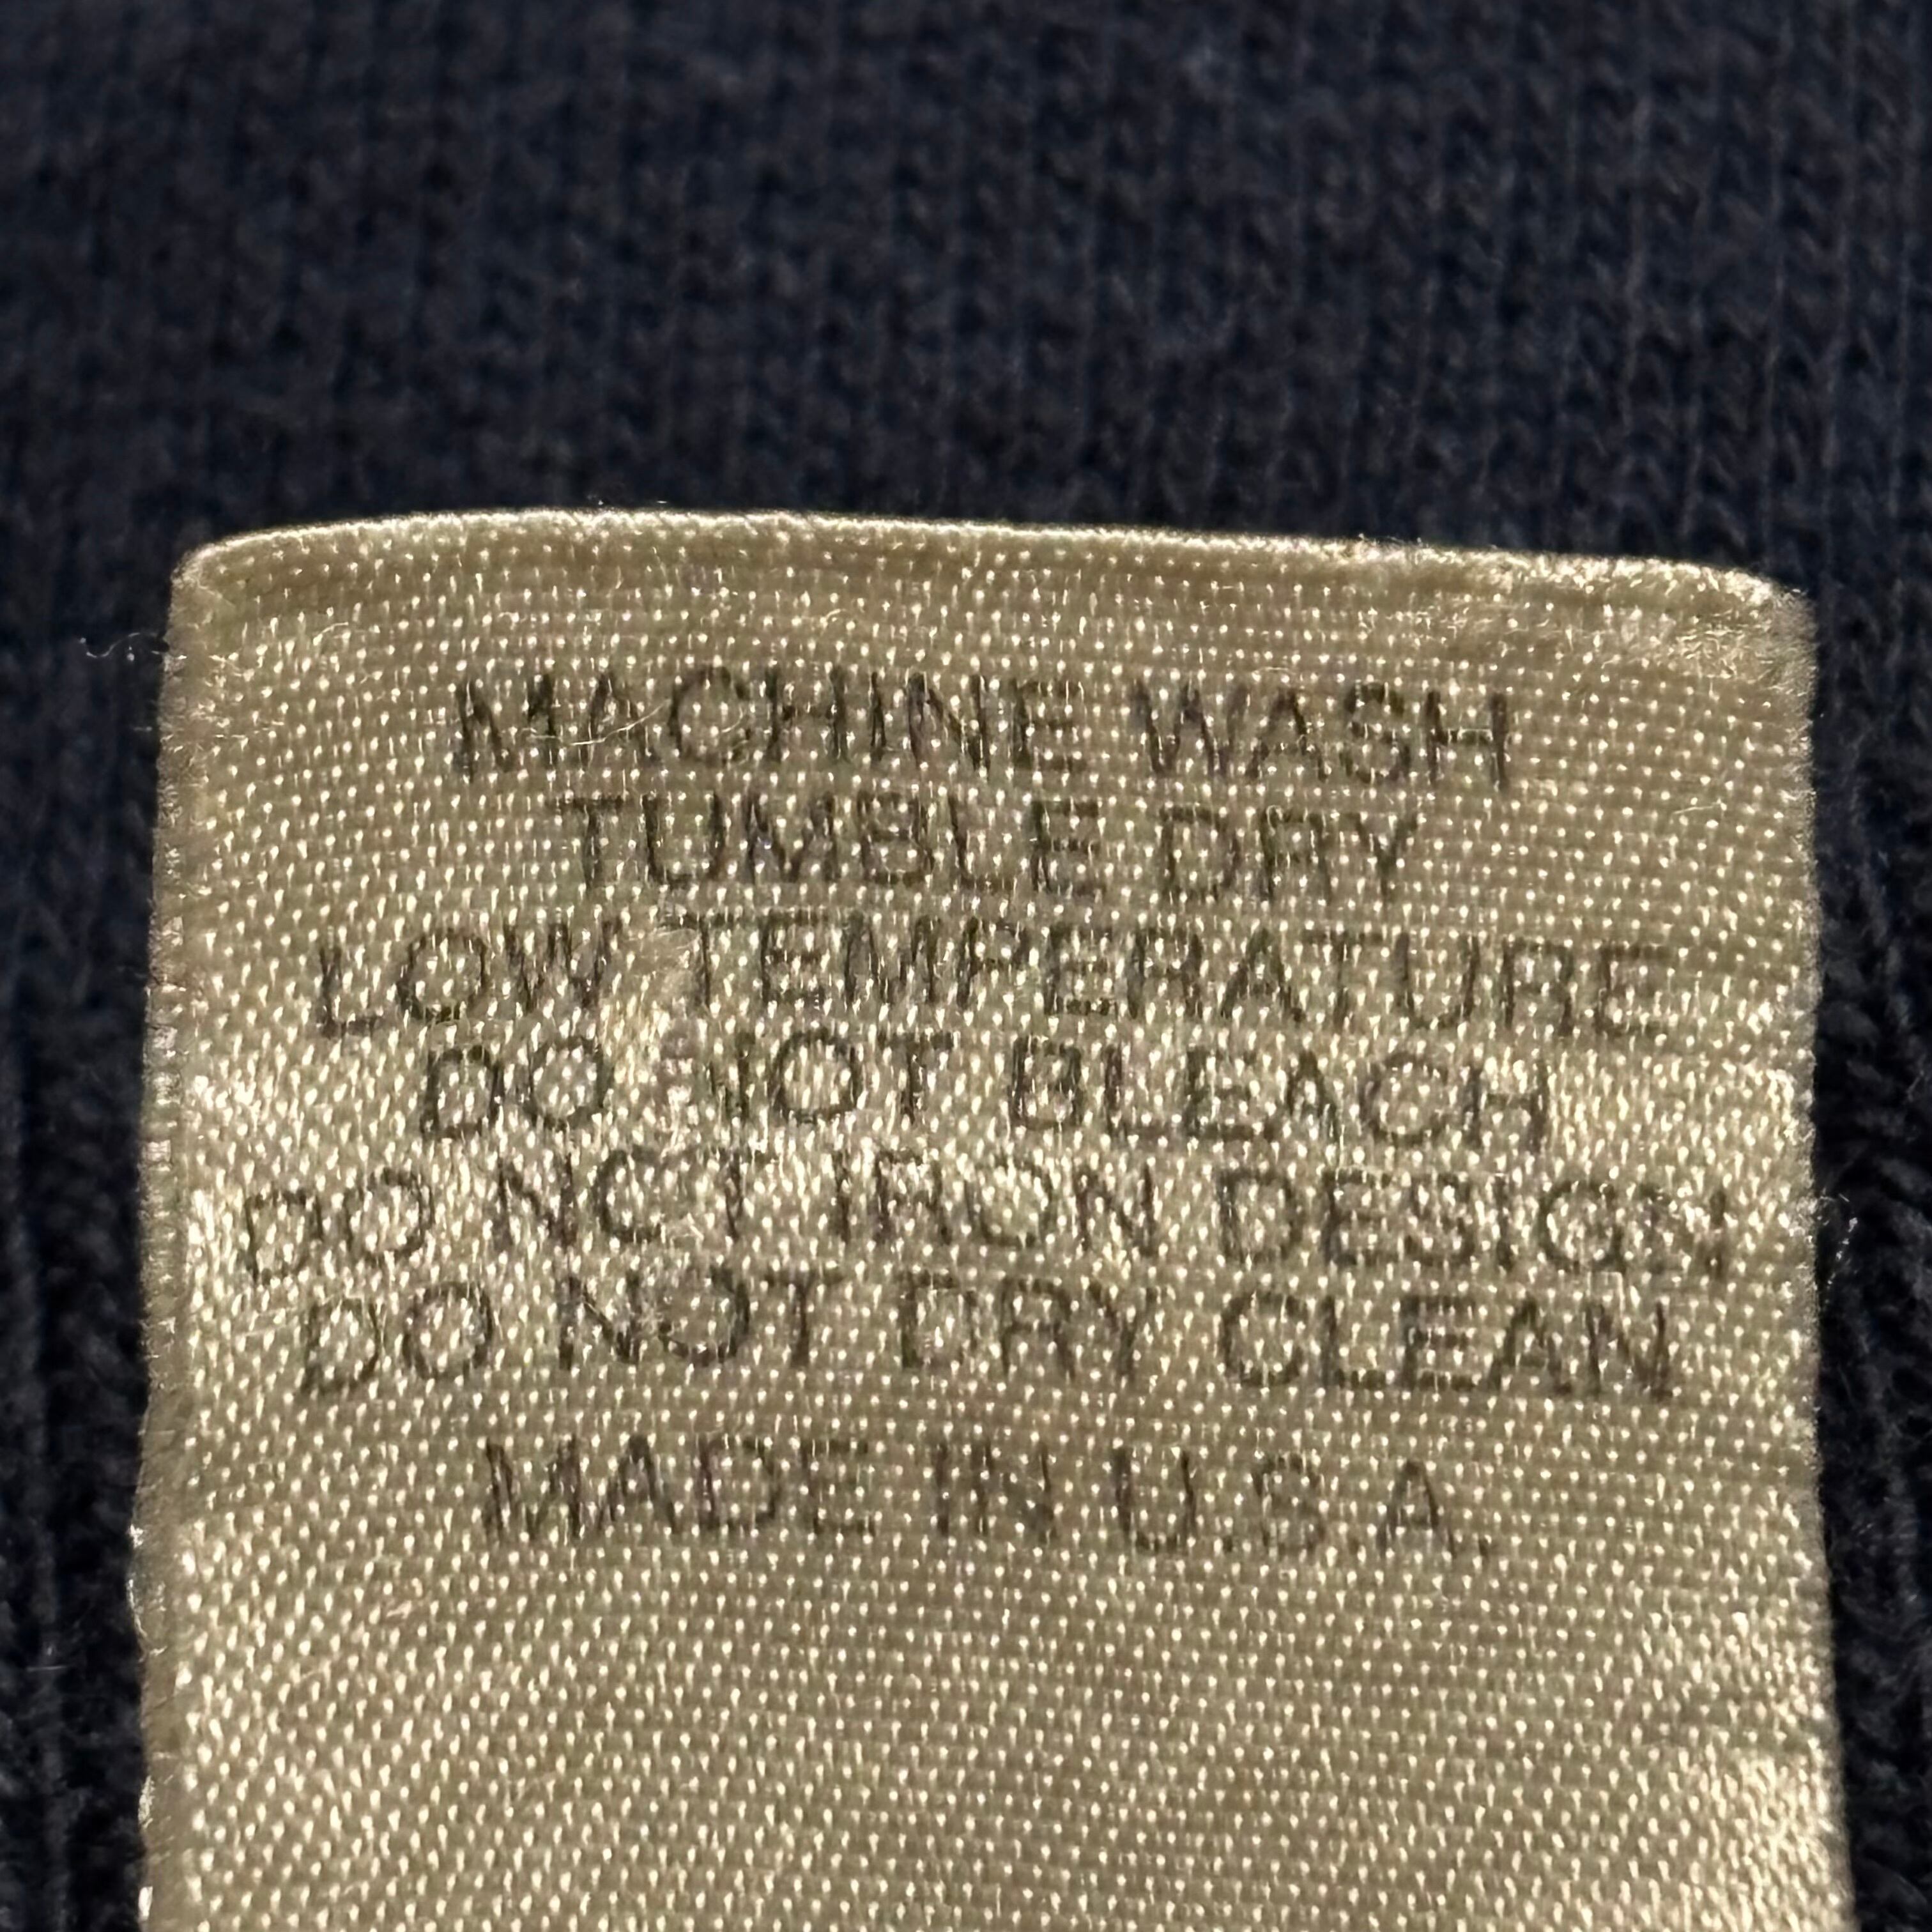 MACHINE WASH
TUMBLE DRY
LOW TEMPERATURE
DO NOT BLEACH
DO NOT IRON DESIGN
DO NOT DRY CLEAN
MADE IN U.S.A.